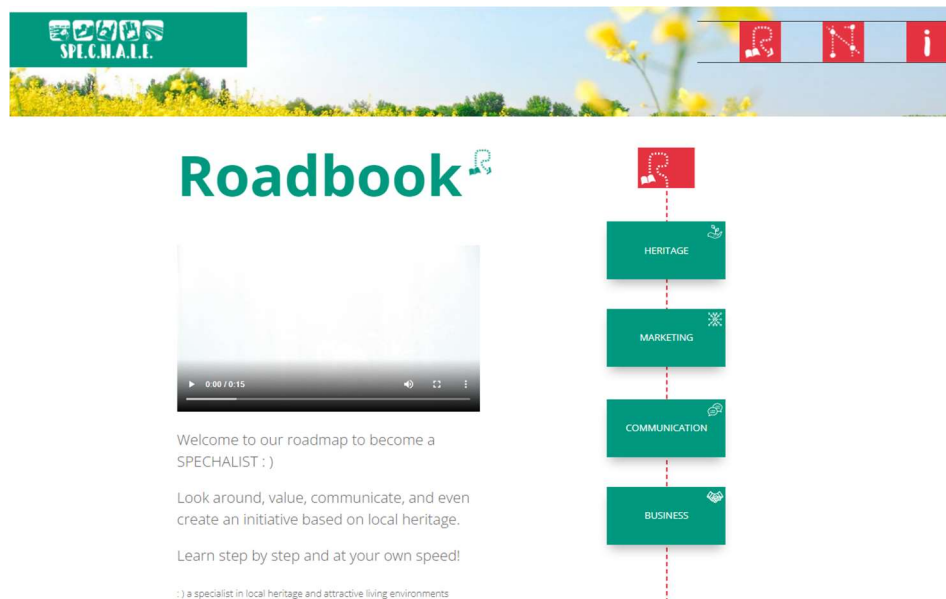 SPE.C.H.A.L.E.
Roadbook
0:00 / 0:15
Welcome to our roadmap to become a
SPECHALIST : )
Look around, value, communicate, and even
create an initiative based on local heritage.
Learn step by step and at your own speed!
: ) a specialist in local heritage and attractive living environments
HERITAGE
MARKETING
COMMUNICATION
BUSINESS